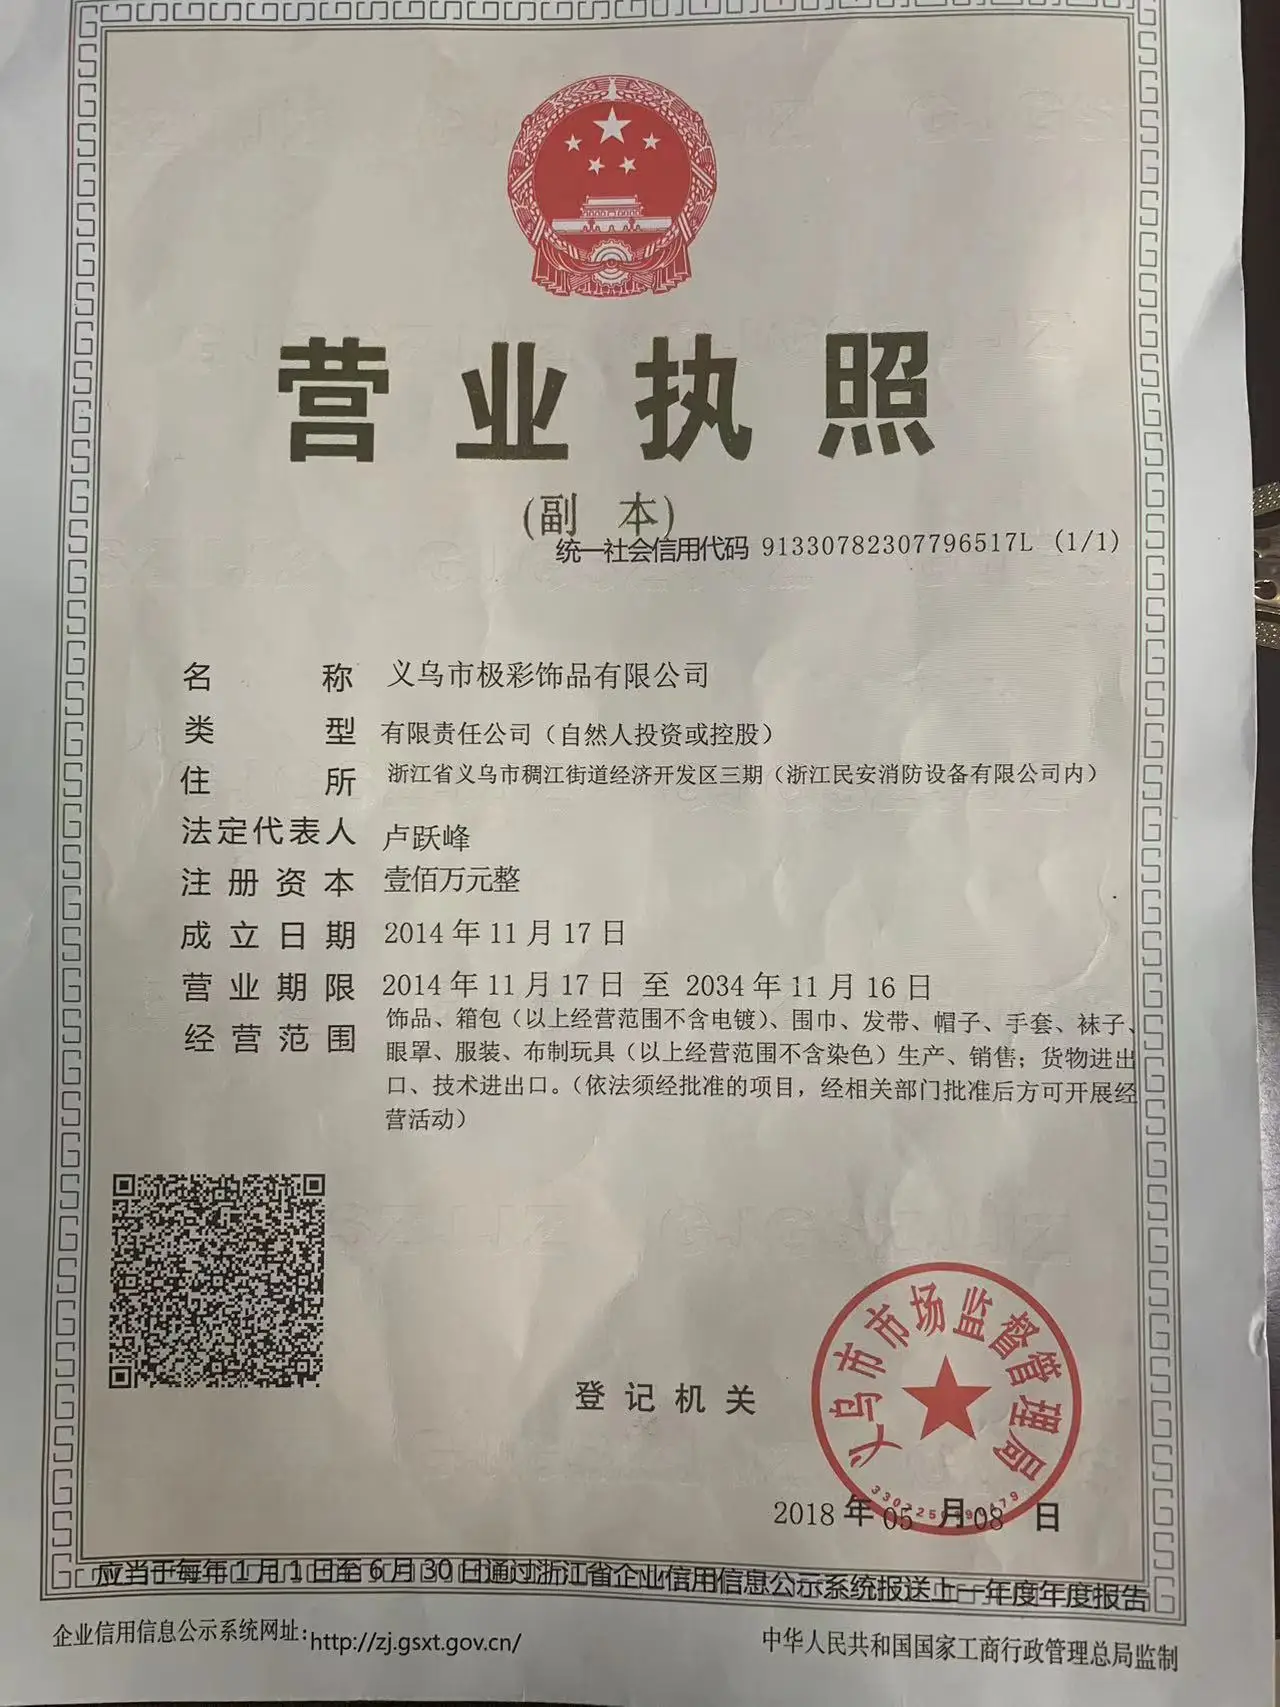 营业执照
(副 本)
统一社会信用代码 91330782307796517L (1/1)
名 称 义乌市极彩饰品有限公司
类 型 有限责任公司（自然人投资或控股）
住 所 浙江省义乌市稠江街道经济开发区三期（浙江民安消防设备有限公司内）
法定代表人 卢跃峰
注册资本 壹佰万元整
成立日期 2014年11月17日
营业期限 2014年11月17日 至 2034年11月16日
经营范围 饰品、箱包（以上经营范围不含电镀）、围巾、发带、帽子、手套、袜子、
眼罩、服装、布制玩具（以上经营范围不含染色）生产、销售；货物进出
口、技术进出口。（依法须经批准的项目，经相关部门批准后方可开展经
营活动）
登记机关
义乌市市场监督管理局
2018年05月08日
应当于每年1月1日至6月30日通过浙江省企业信用信息公示系统报送上一年度年度报告
企业信用信息公示系统网址：http://zj.gsxt.gov.cn/
中华人民共和国国家工商行政管理总局监制